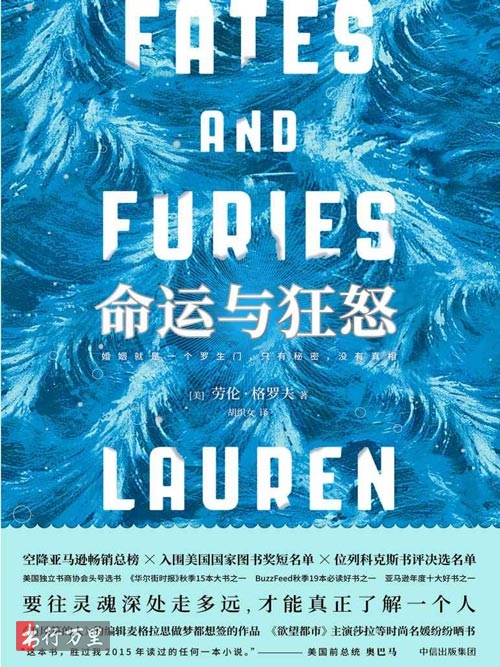 FATES
AND
FURIES
命运与狂怒
婚姻就是一个罗生门，只有秘密，没有真相
[美] 劳伦·格罗夫 著
胡织女 译
LAUREN
空降亚马逊畅销总榜 × 入围美国国家图书奖短名单 × 位列科克斯书评决选名单
美国独立书商协会头号选书 《华尔街时报》秋季15本大书之一 BuzzFeed秋季19本必读好书之一 亚马逊年度十大好书之一
要往灵魂深处走多远，才能真正了解一个人
编辑麦格拉思做梦都想签的作品 《欲望都市》主演莎拉等时尚名媛纷纷晒书
"这本书，胜过我 2015 年读过的任何一本小说。"——美国前总统 奥巴马 中信出版集团
书行万里